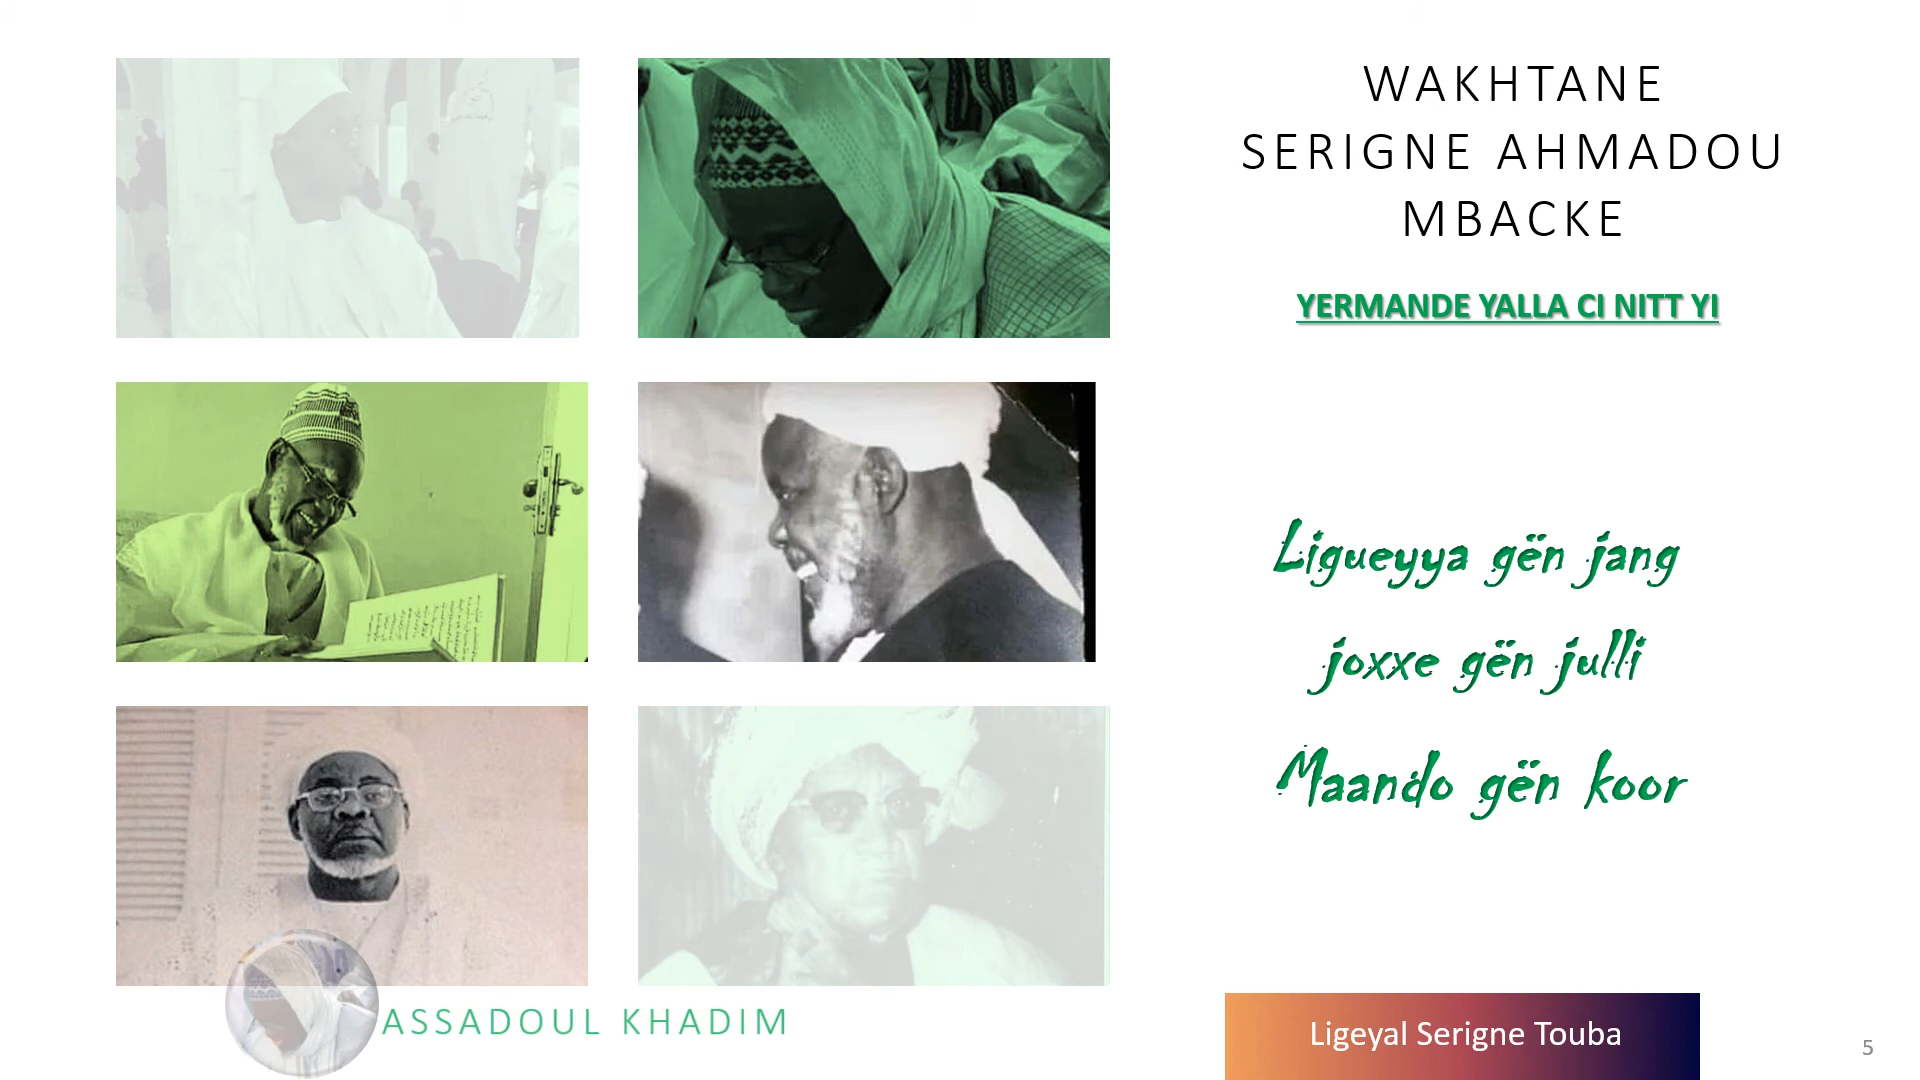 WAKHTANE
SERIGNE AHMADOU
MBACKE
YERMANDE YALLA CI NITT YI
Ligueyya gën jang
joxxe gën julli
Maando gën koor
ASSADOUL KHADIM
Ligeyal Serigne Touba
5